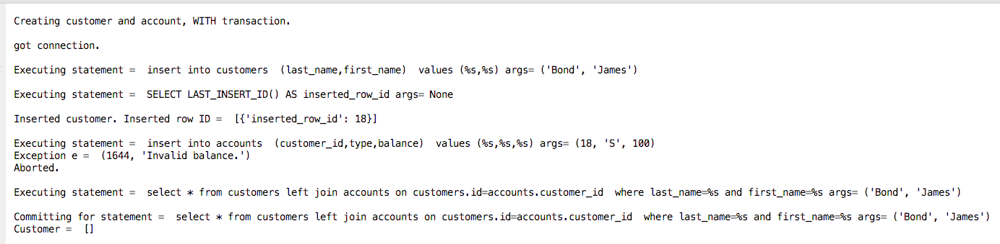 Creating customer and account, WITH transaction.
got connection.
Executing statement =  insert into customers  (last_name,first_name)  values (%s,%s) args= ('Bond', 'James')
Executing statement =  SELECT LAST_INSERT_ID() AS inserted_row_id args= None
Inserted customer. Inserted row ID =  [{'inserted_row_id': 18}]
Executing statement =  insert into accounts  (customer_id,type,balance)  values (%s,%s,%s) args= (18, 'S', 100)
Exception e =  (1644, 'Invalid balance.')
Aborted.
Executing statement =  select * from customers left join accounts on customers.id=accounts.customer_id  where last_name=%s and first_name=%s args= ('Bond', 'James')
Committing for statement =  select * from customers left join accounts on customers.id=accounts.customer_id  where last_name=%s and first_name=%s args= ('Bond', 'James')
Customer =  []